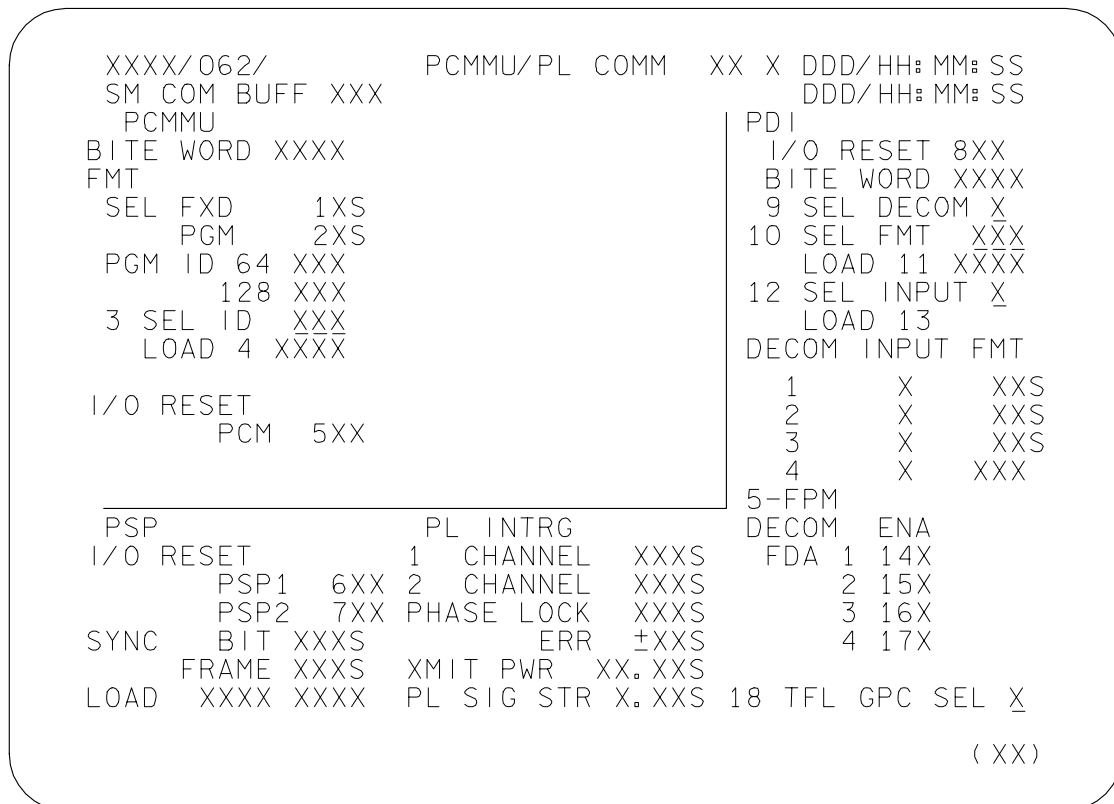 XXXX/062/ PCMMU/PL COMM XX X DDD/HH:MM:SS
SM COM BUFF XXX DDD/HH:MM:SS
PCMMU PDI
BITE WORD XXXX I/O RESET 8XX
FMT BITE WORD XXXX
SEL FXD 1XS 9 SEL DECOM X
PGM 2XS 10 SEL FMT XXX
PGM ID 64 XXX LOAD 11 XXXX
128 XXX 12 SEL INPUT X
3 SEL ID XXX LOAD 13
LOAD 4 XXXX DECOM INPUT FMT
1 X XXS
I/O RESET 2 X XXS
PCM 5XX 3 X XXS
4 X XXX
5-FPM
PSP PL INTRG DECOM ENA
I/O RESET 1 CHANNEL XXXS FDA 1 14X
PSP1 6XX 2 CHANNEL XXXS 2 15X
PSP2 7XX PHASE LOCK XXXS 3 16X
SYNC BIT XXXS ERR ±XXS 4 17X
FRAME XXXS XMIT PWR XX.XXS
LOAD XXXX XXXX PL SIG STR X.XXS 18 TFL GPC SEL X
(XX)